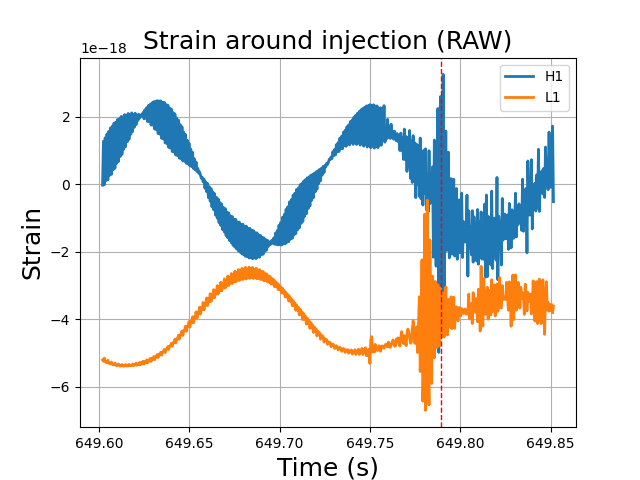 Strain around injection (RAW)
1e−18
H1
L1
2
0
−2
−4
−6
Strain
649.60 649.65 649.70 649.75 649.80 649.85
Time (s)